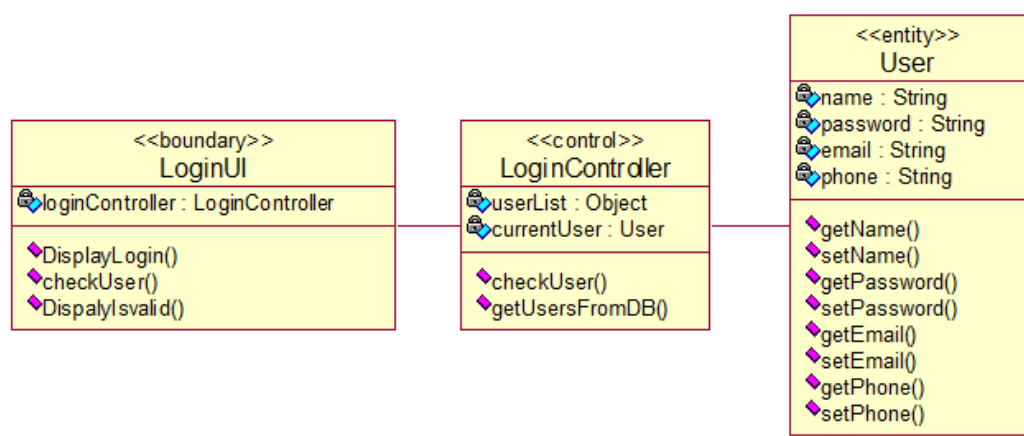 <<boundary>>
LoginUI
loginController : LoginController
DisplayLogin()
checkUser()
DispalyIsvalid()
<<control>>
LoginController
userList : Object
currentUser : User
checkUser()
getUsersFromDB()
<<entity>>
User
name : String
password : String
email : String
phone : String
getName()
setName()
getPassword()
setPassword()
getEmail()
setEmail()
getPhone()
setPhone()